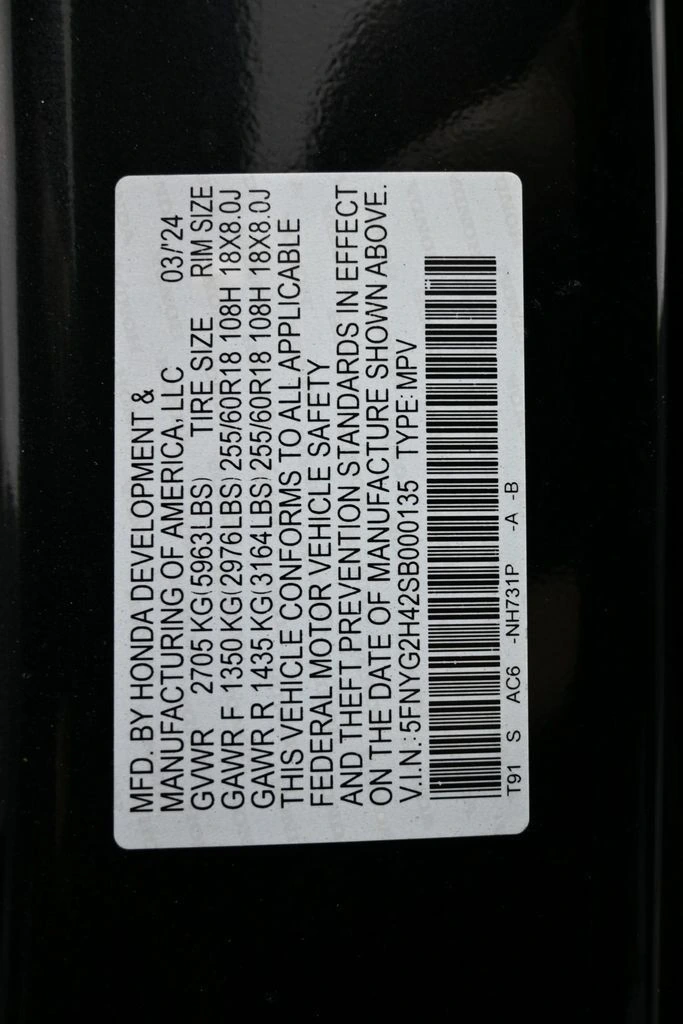 MFD. BY HONDA DEVELOPMENT &
MANUFACTURING OF AMERICA, LLC 03/'24
GVWR 2705 KG(5963LBS) TIRE SIZE RIM SIZE
GAWR F 1350 KG(2976LBS) 255/60R18 108H 18X8.0J
GAWR R 1435 KG(3164LBS) 255/60R18 108H 18X8.0J
THIS VEHICLE CONFORMS TO ALL APPLICABLE
FEDERAL MOTOR VEHICLE SAFETY
AND THEFT PREVENTION STANDARDS IN EFFECT
ON THE DATE OF MANUFACTURE SHOWN ABOVE.
V.I.N.: 5FNYG2H42SB000135 TYPE: MPV
T91 S AC6 -NH731P -A -B